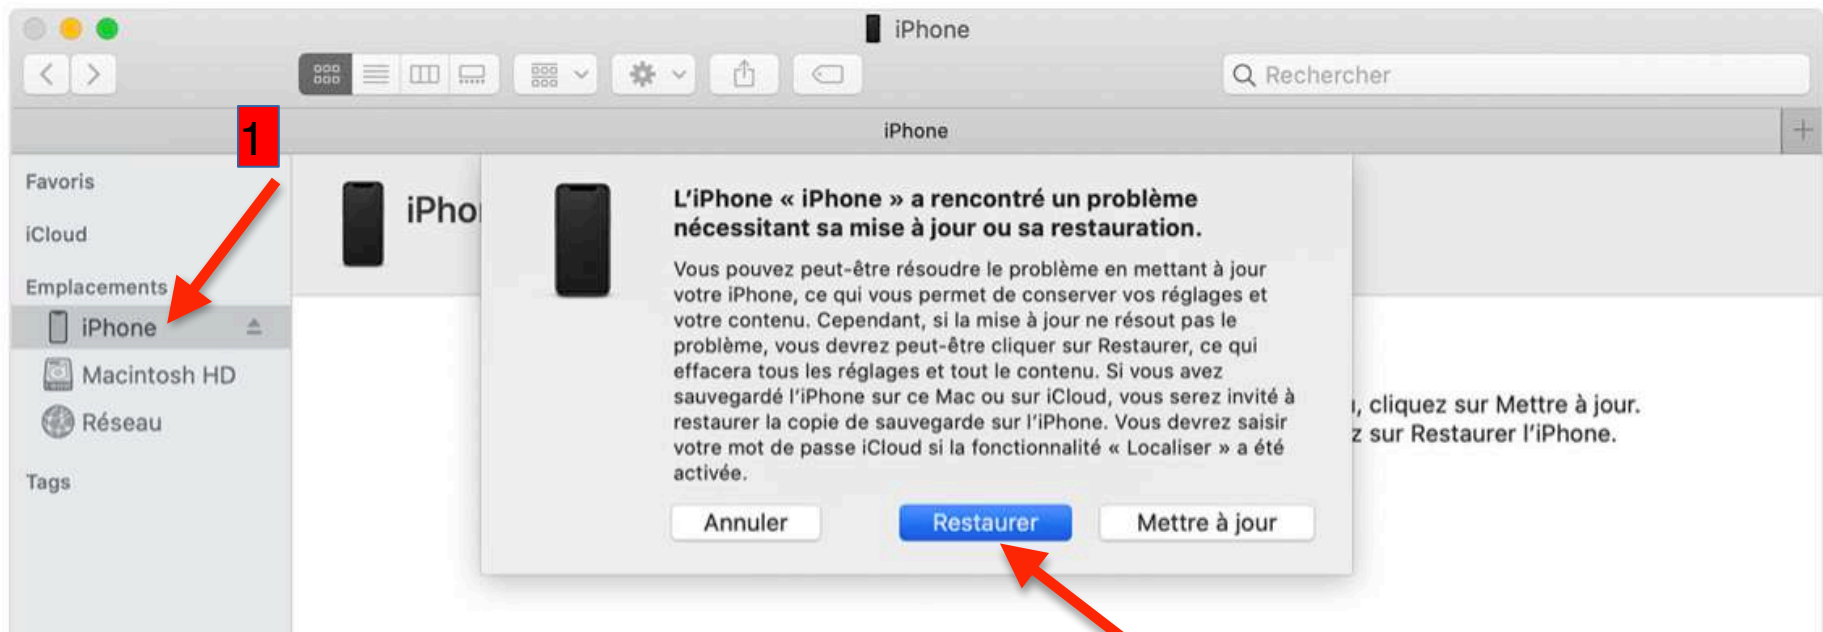 iPhone
Rechercher
iPhone
1
Favoris
iCloud
Emplacements
iPhone
Macintosh HD
Réseau
Tags
iPho
L’iPhone « iPhone » a rencontré un problème
nécessitant sa mise à jour ou sa restauration.
Vous pouvez peut-être résoudre le problème en mettant à jour
votre iPhone, ce qui vous permet de conserver vos réglages et
votre contenu. Cependant, si la mise à jour ne résout pas le
problème, vous devrez peut-être cliquer sur Restaurer, ce qui
effacera tous les réglages et tout le contenu. Si vous avez
sauvegardé l’iPhone sur ce Mac ou sur iCloud, vous serez invité à
restaurer la copie de sauvegarde sur l’iPhone. Vous devrez saisir
votre mot de passe iCloud si la fonctionnalité « Localiser » a été
activée.
Annuler
Restaurer
Mettre à jour
, cliquez sur Mettre à jour.
z sur Restaurer l’iPhone.